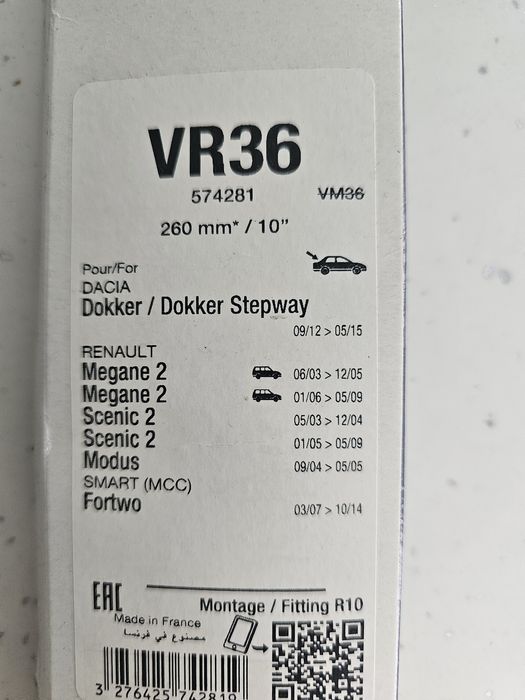 VR36
574281 VM36
260 mm* / 10”
Pour/For
DACIA
Dokker / Dokker Stepway
09/12 > 05/15
RENAULT
Megane 2 06/03 > 12/05
Megane 2 01/06 > 05/09
Scenic 2 05/03 > 12/04
Scenic 2 01/05 > 05/09
Modus 09/04 > 05/05
SMART (MCC)
Fortwo 03/07 > 10/14
EAC Montage / Fitting R10
Made in France
مصنوع في فرنسا
3 276425 742819